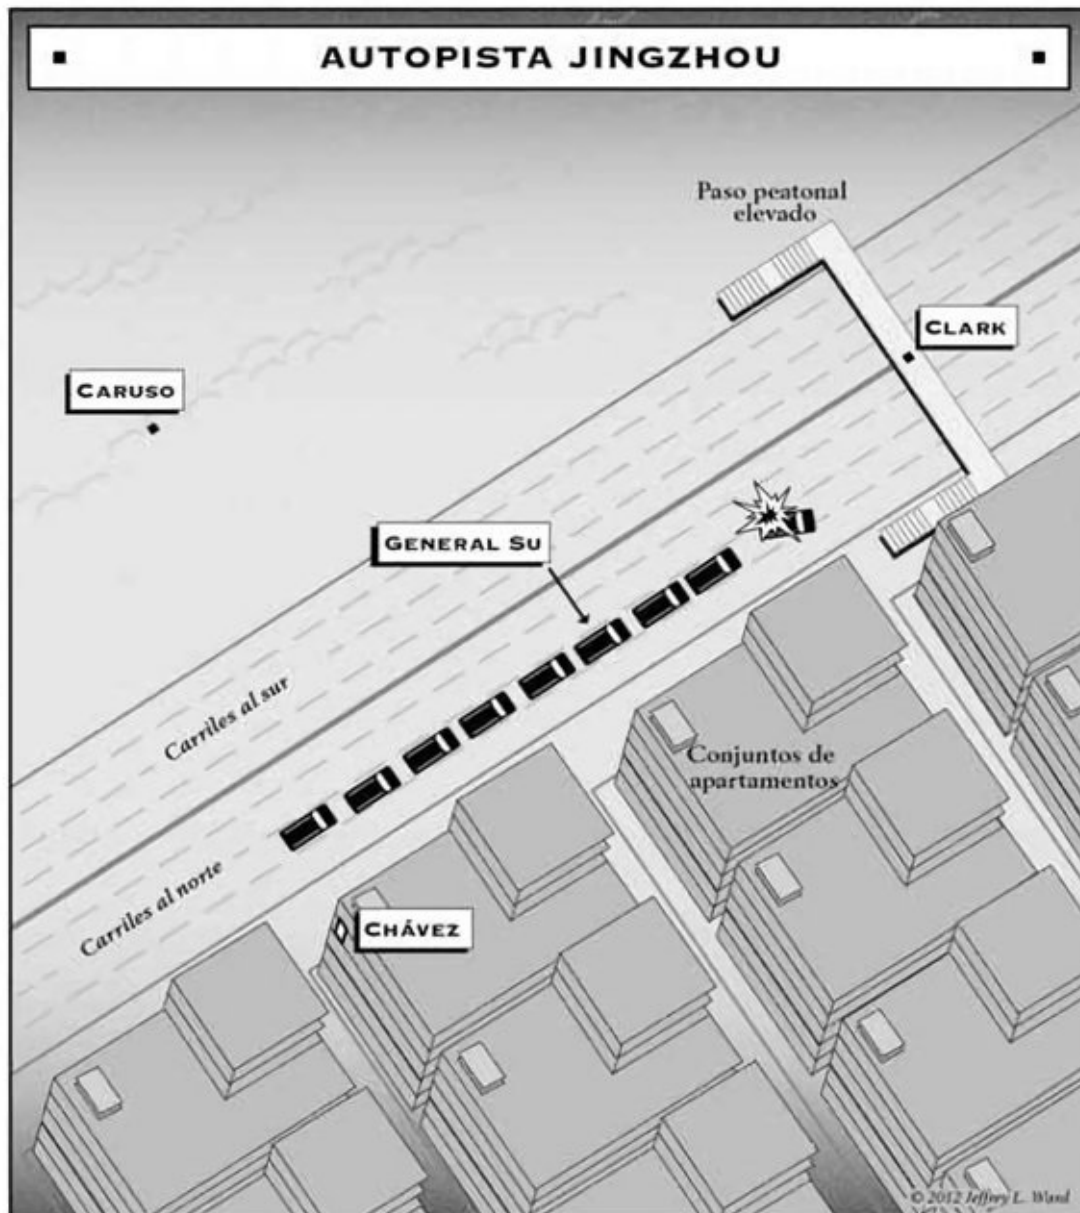 AUTOPISTA JINGZHOU
Paso peatonal
elevado
CLARK
CARUSO
GENERAL SU
Carriles al sur
Conjuntos de
apartamentos
Carriles al norte
CHÁVEZ
© 2012 Jeffrey L. Ward